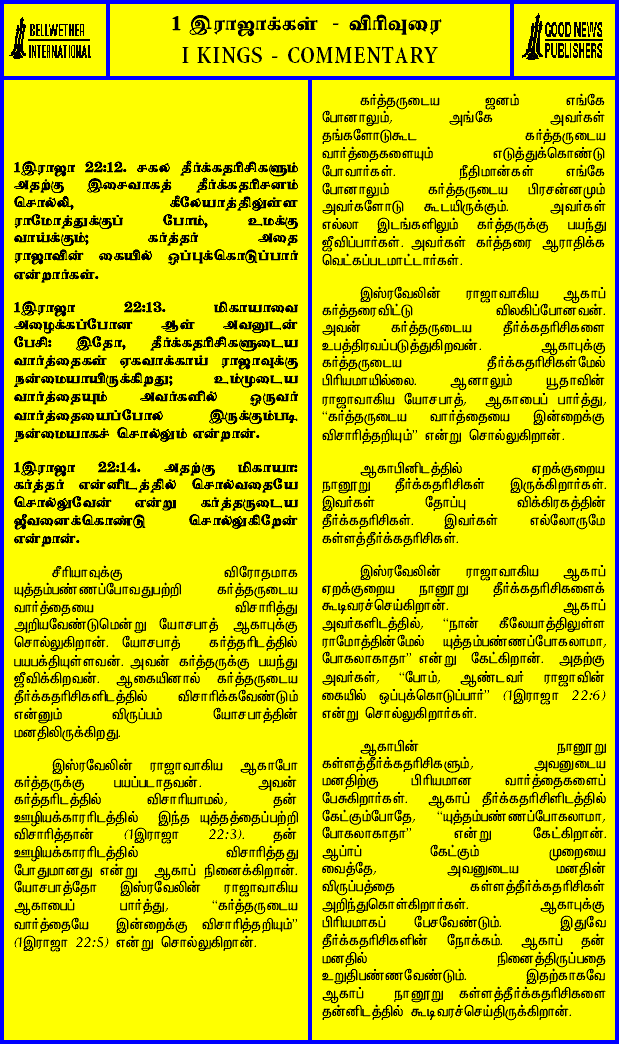 BELLWETHER
INTERNATIONAL
1 இராஜாக்கள் - விரிவுரை
I KINGS - COMMENTARY
GOOD NEWS
PUBLISHERS
1இராஜா 22:12. சகல தீர்க்கதரிசிகளும்
அதற்கு இசைவாகத் தீர்க்கதரிசனம்
சொல்லி, கீலேயாத்திலுள்ள
ராமோத்துக்குப் போம், உமக்கு
வாய்க்கும்; கர்த்தர் அதை
ராஜாவின் கையில் ஒப்புக்கொடுப்பார்
என்றார்கள்.
1இராஜா 22:13. மிகாயாவை
அழைக்கப்போன ஆள் அவனுடன்
பேசி: இதோ, தீர்க்கதரிசிகளுடைய
வார்த்தைகள் ஏகவாக்காய் ராஜாவுக்கு
நன்மையாயிருக்கிறது; உம்முடைய
வார்த்தையும் அவர்களில் ஒருவர்
வார்த்தையைப்போல இருக்கும்படி
நன்மையாகச் சொல்லும் என்றான்.
1இராஜா 22:14. அதற்கு மிகாயா:
கர்த்தர் என்னிடத்தில் சொல்வதையே
சொல்லுவேன் என்று கர்த்தருடைய
ஜீவனைக்கொண்டு சொல்லுகிறேன்
என்றான்.
சீரியாவுக்கு விரோதமாக
யுத்தம்பண்ணப்போவதுபற்றி கர்த்தருடைய
வார்த்தையை விசாரித்து
அறியவேண்டுமென்று யோசபாத் ஆகாபுக்கு
சொல்லுகிறான். யோசபாத் கர்த்தரிடத்தில்
பயபக்தியுள்ளவன். அவன் கர்த்தருக்கு பயந்து
ஜீவிக்கிறவன். ஆகையினால் கர்த்தருடைய
தீர்க்கதரிசிகளிடத்தில் விசாரிக்கவேண்டும்
என்னும் விருப்பம் யோசபாத்தின்
மனதிலிருக்கிறது.
இஸ்ரவேலின் ராஜாவாகிய ஆகாபோ
கர்த்தருக்கு பயப்படாதவன். அவன்
கர்த்தரிடத்தில் விசாரியாமல், தன்
ஊழியக்காரரிடத்தில் இந்த யுத்தத்தைப்பற்றி
விசாரித்தான் (1இராஜா 22:3). தன்
ஊழியக்காரரிடத்தில் விசாரித்தது
போதுமானது என்று ஆகாப் நினைக்கிறான்.
யோசபாத்தோ இஸ்ரவேலின் ராஜாவாகிய
ஆகாபைப் பார்த்து, “கர்த்தருடைய
வார்த்தையே இன்றைக்கு விசாரித்தறியும்”
(1இராஜா 22:5) என்று சொல்லுகிறான்.
கர்த்தருடைய ஜனம் எங்கே
போனாலும், அங்கே அவர்கள்
தங்களோடுகூட கர்த்தருடைய
வார்த்தைகளையும் எடுத்துக்கொண்டு
போவார்கள். நீதிமான்கள் எங்கே
போனாலும் கர்த்தருடைய பிரசன்னமும்
அவர்களோடு கூடயிருக்கும். அவர்கள்
எல்லா இடங்களிலும் கர்த்தருக்கு பயந்து
ஜீவிப்பார்கள். அவர்கள் கர்த்தரை ஆராதிக்க
வெட்கப்படமாட்டார்கள்.
இஸ்ரவேலின் ராஜாவாகிய ஆகாப்
கர்த்தரைவிட்டு விலகிப்போனவன்.
அவன் கர்த்தருடைய தீர்க்கதரிசிகளை
உபத்திரவப்படுத்துகிறவன். ஆகாபுக்கு
கர்த்தருடைய தீர்க்கதரிசிகள்மேல்
பிரியமாயில்லை. ஆனாலும் யூதாவின்
ராஜாவாகிய யோசபாத், ஆகாபைப் பார்த்து,
“கர்த்தருடைய வார்த்தையை இன்றைக்கு
விசாரித்தறியும்” என்று சொல்லுகிறான்.
ஆகாபினிடத்தில் ஏறக்குறைய
நானூறு தீர்க்கதரிசிகள் இருக்கிறார்கள்.
இவர்கள் தோப்பு விக்கிரகத்தின்
தீர்க்கதரிசிகள். இவர்கள் எல்லோருமே
கள்ளத்தீர்க்கதரிசிகள்.
இஸ்ரவேலின் ராஜாவாகிய ஆகாப்
ஏறக்குறைய நானூறு தீர்க்கதரிசிகளைக்
கூடிவரச்செய்கிறான். ஆகாப்
அவர்களிடத்தில், “நான் கீலேயாத்திலுள்ள
ராமோத்தின்மேல் யுத்தம்பண்ணப்போகலாமா,
போகலாகாதா” என்று கேட்கிறான். அதற்கு
அவர்கள், “போம், ஆண்டவர் ராஜாவின்
கையில் ஒப்புக்கொடுப்பார்” (1இராஜா 22:6)
என்று சொல்லுகிறார்கள்.
ஆகாபின் நானூறு
கள்ளத்தீர்க்கதரிசிகளும், அவனுடைய
மனதிற்கு பிரியமான வார்த்தைகளைப்
பேசுகிறார்கள். ஆகாப் தீர்க்கதரிசிளிடத்தில்
கேட்கும்போதே, “யுத்தம்பண்ணப்போகலாமா,
போகலாகாதா” என்று கேட்கிறான்.
ஆப்ாப் கேட்கும் முறையை
வைத்தே, அவனுடைய மனதின்
விருப்பத்தை கள்ளத்தீர்க்கதரிசிகள்
அறிந்துகொள்கிறார்கள். ஆகாபுக்கு
பிரியமாகப் பேசவேண்டும். இதுவே
தீர்க்கதரிசிகளின் நோக்கம். ஆகாப் தன்
மனதில் நினைத்திருப்பதை
உறுதிபண்ணவேண்டும். இதற்காகவே
ஆகாப் நானூறு கள்ளத்தீர்க்கதரிசிகளை
தன்னிடத்தில் கூடிவரச்செய்திருக்கிறான்.